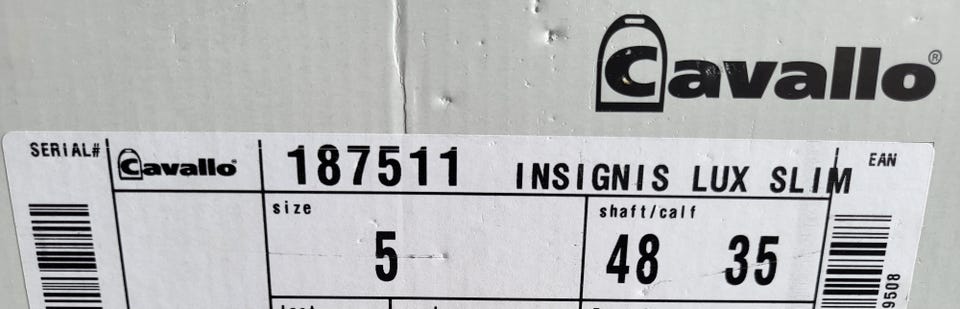 Cavallo®
SERIAL#
Cavallo®
187511 INSIGNIS LUX SLIM
EAN
size
shaft/calf
5
48 35
9508